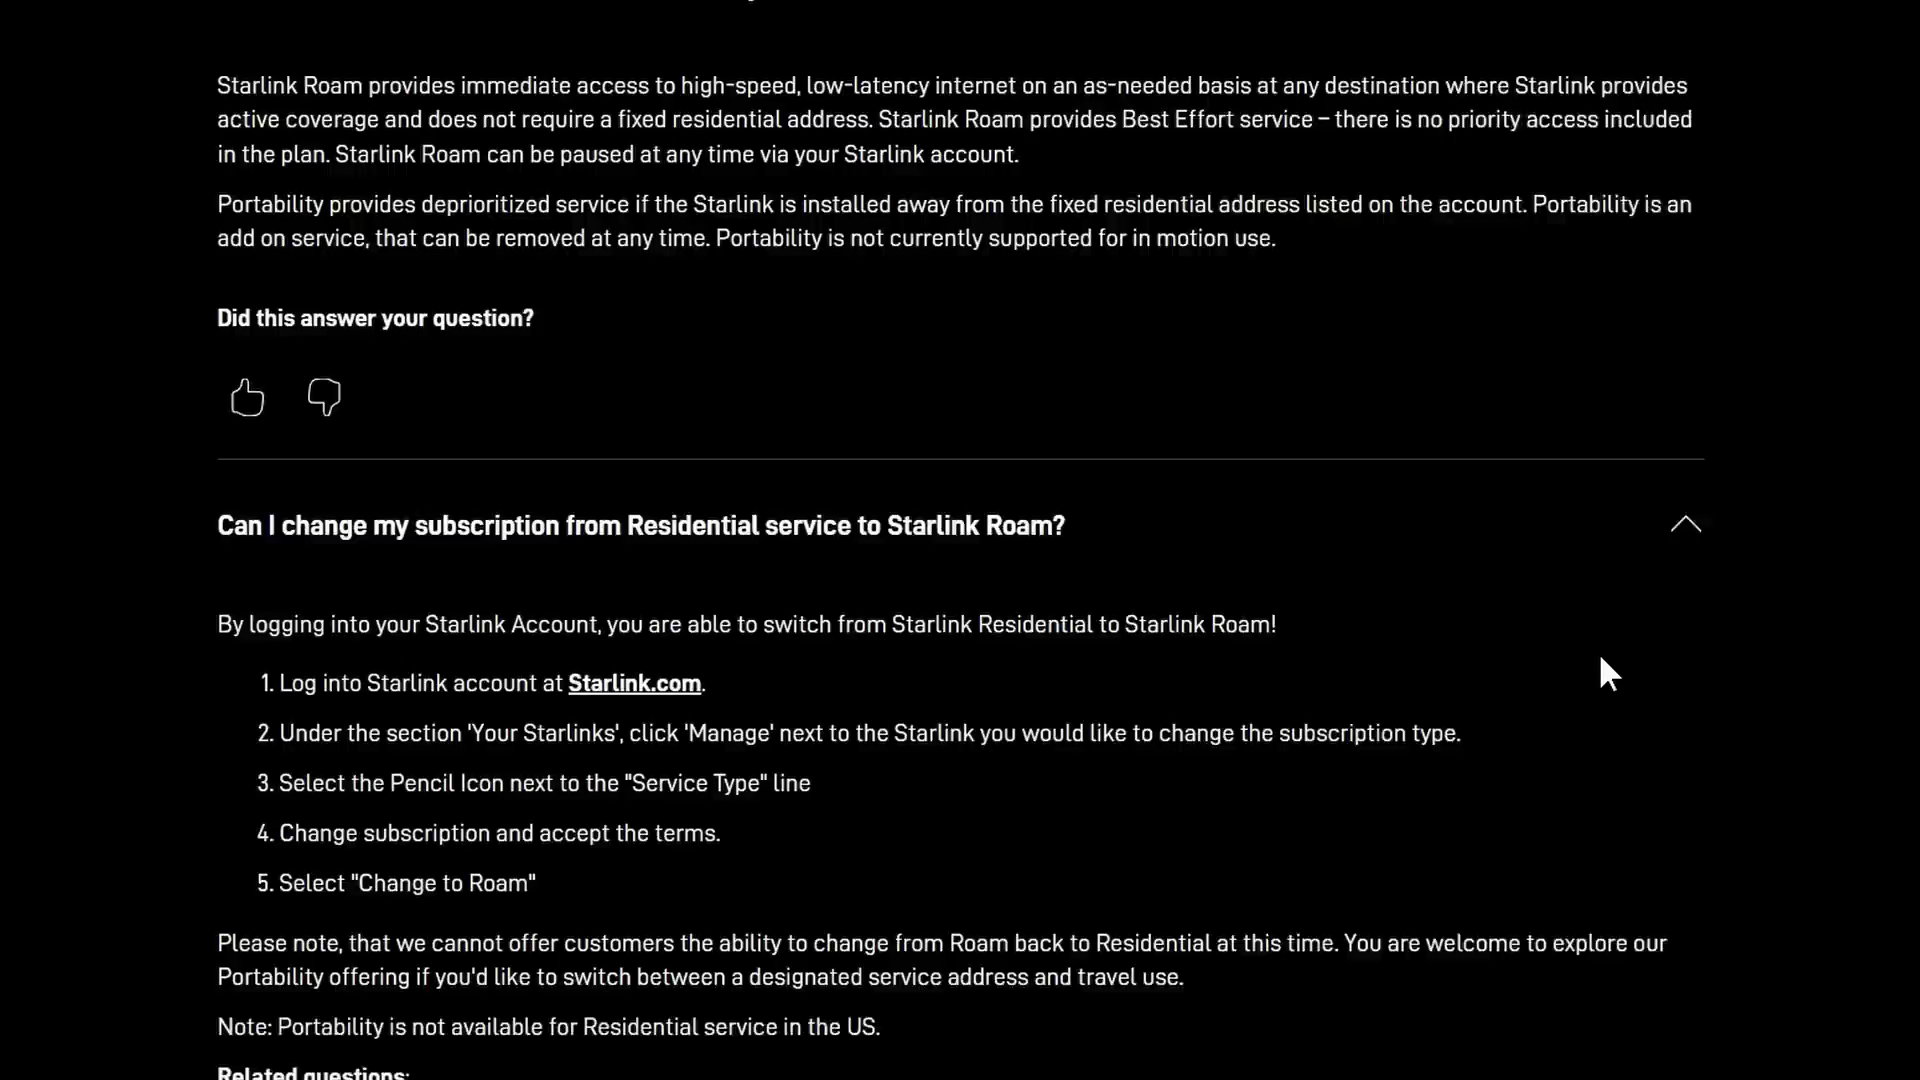 Starlink Roam provides immediate access to high-speed, low-latency internet on an as-needed basis at any destination where Starlink provides
active coverage and does not require a fixed residential address. Starlink Roam provides Best Effort service – there is no priority access included
in the plan. Starlink Roam can be paused at any time via your Starlink account.
Portability provides deprioritized service if the Starlink is installed away from the fixed residential address listed on the account. Portability is an
add on service, that can be removed at any time. Portability is not currently supported for in motion use.
Did this answer your question?
Can I change my subscription from Residential service to Starlink Roam?
By logging into your Starlink Account, you are able to switch from Starlink Residential to Starlink Roam!
1. Log into Starlink account at Starlink.com.
2. Under the section 'Your Starlinks', click 'Manage' next to the Starlink you would like to change the subscription type.
3. Select the Pencil Icon next to the "Service Type" line
4. Change subscription and accept the terms.
5. Select "Change to Roam"
Please note, that we cannot offer customers the ability to change from Roam back to Residential at this time. You are welcome to explore our
Portability offering if you'd like to switch between a designated service address and travel use.
Note: Portability is not available for Residential service in the US.
Related questions: